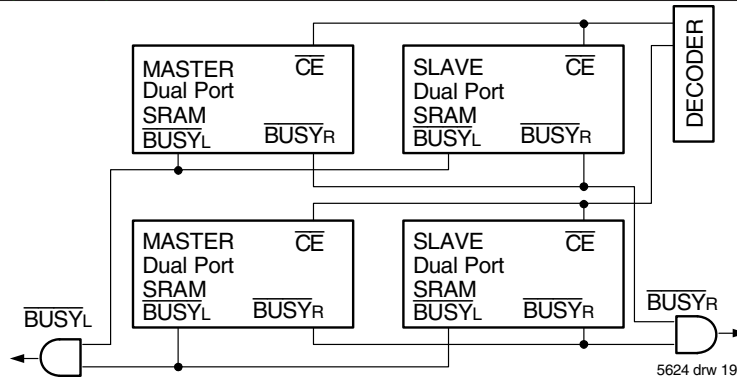 MASTER
Dual Port
SRAM
BUSYL BUSYR
CE
SLAVE
Dual Port
SRAM
BUSYL BUSYR
CE
DECODER
MASTER
Dual Port
SRAM
BUSYL BUSYR
CE
SLAVE
Dual Port
SRAM
BUSYL BUSYR
CE
BUSYL
BUSYR
5624 drw 19